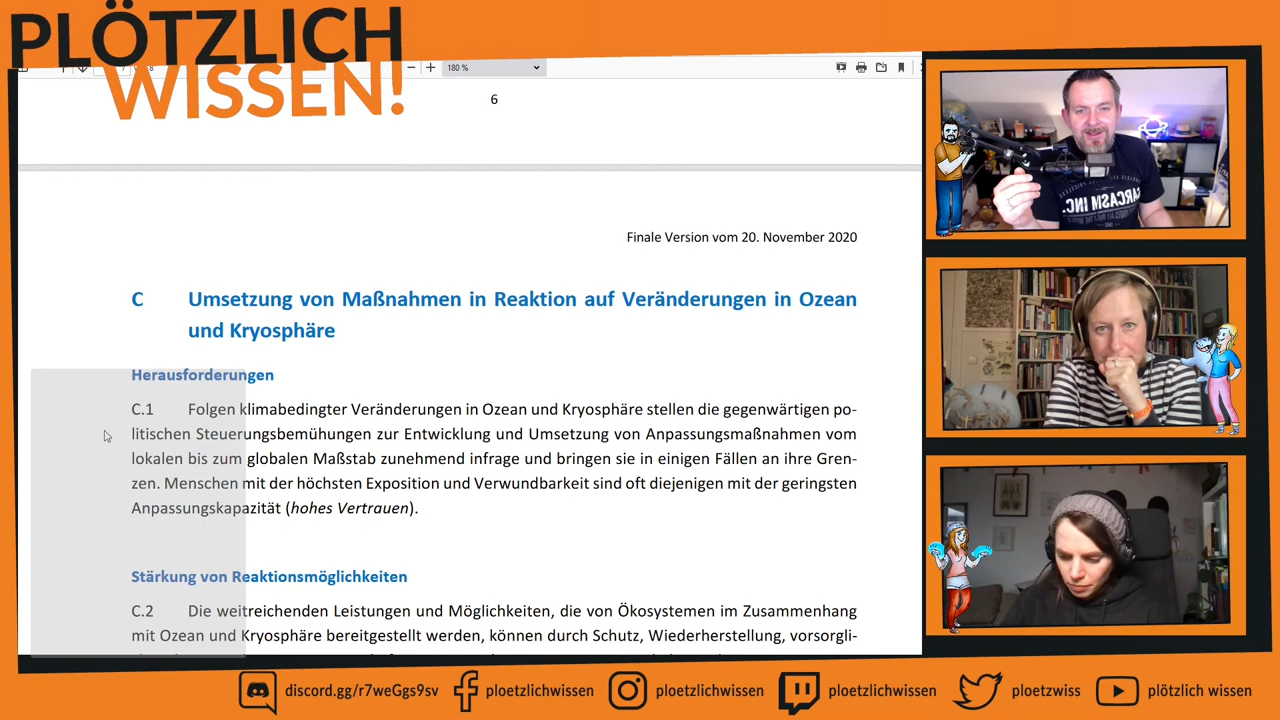 PLÖTZLICH
WISSEN!
180 %
6
Finale Version vom 20. November 2020
C Umsetzung von Maßnahmen in Reaktion auf Veränderungen in Ozean
und Kryosphäre
Herausforderungen
C.1 Folgen klimabedingter Veränderungen in Ozean und Kryosphäre stellen die gegenwärtigen po-
litischen Steuerungsbemühungen zur Entwicklung und Umsetzung von Anpassungsmaßnahmen vom
lokalen bis zum globalen Maßstab zunehmend infrage und bringen sie in einigen Fällen an ihre Gren-
zen. Menschen mit der höchsten Exposition und Verwundbarkeit sind oft diejenigen mit der geringsten
Anpassungskapazität (hohes Vertrauen).
Stärkung von Reaktionsmöglichkeiten
C.2 Die weitreichenden Leistungen und Möglichkeiten, die von Ökosystemen im Zusammenhang
mit Ozean und Kryosphäre bereitgestellt werden, können durch Schutz, Wiederherstellung, vorsorgli-
SARCASM INC.
discord.gg/r7weGgs9sv
ploetzlichwissen
ploetzlichwissen
ploetzlichwissen
ploetzwiss
plötzlich wissen